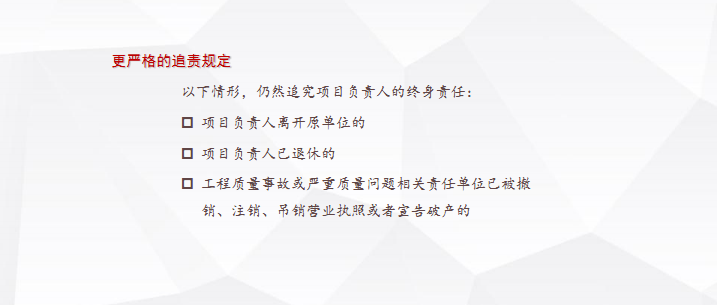 更严格的追责规定
以下情形，仍然追究项目负责人的终身责任：
项目负责人离开原单位的
项目负责人已退休的
工程质量事故或严重质量问题相关责任单位已被撤
销、注销、吊销营业执照或者宣告破产的